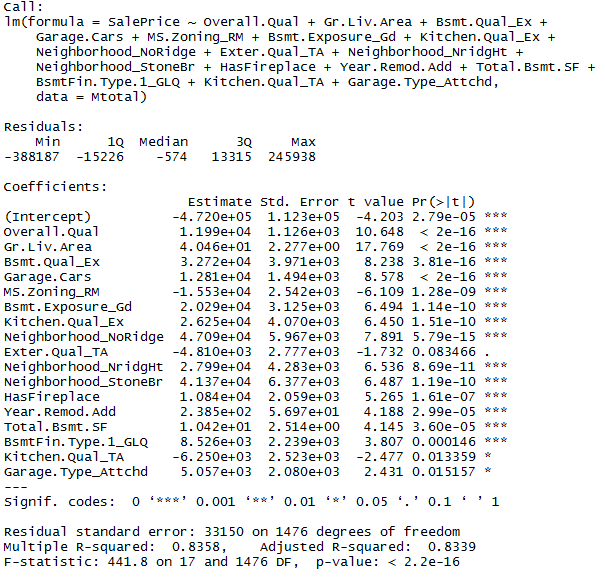 Call:
lm(formula = SalePrice ~ Overall.Qual + Gr.Liv.Area + Bsmt.Qual_Ex +
    Garage.Cars + MS.Zoning_RM + Bsmt.Exposure_Gd + Kitchen.Qual_Ex +
    Neighborhood_NoRidge + Exter.Qual_TA + Neighborhood_NridgHt +
    Neighborhood_StoneBr + HasFireplace + Year.Remod.Add + Total.Bsmt.SF +
    BsmtFin.Type.1_GLQ + Kitchen.Qual_TA + Garage.Type_Attchd,
    data = Mtotal)
Residuals:
    Min      1Q  Median      3Q     Max
-388187  -15226    -574   13315  245938
Coefficients:
                       Estimate Std. Error t value Pr(>|t|)
(Intercept)          -4.720e+05  1.123e+05  -4.203 2.79e-05 ***
Overall.Qual          1.199e+04  1.126e+03  10.648  < 2e-16 ***
Gr.Liv.Area           4.046e+01  2.277e+00  17.769  < 2e-16 ***
Bsmt.Qual_Ex          3.272e+04  3.971e+03   8.238 3.81e-16 ***
Garage.Cars           1.281e+04  1.494e+03   8.578  < 2e-16 ***
MS.Zoning_RM         -1.553e+04  2.542e+03  -6.109 1.28e-09 ***
Bsmt.Exposure_Gd      2.029e+04  3.125e+03   6.494 1.14e-10 ***
Kitchen.Qual_Ex       2.625e+04  4.070e+03   6.450 1.51e-10 ***
Neighborhood_NoRidge  4.709e+04  5.967e+03   7.891 5.79e-15 ***
Exter.Qual_TA        -4.810e+03  2.777e+03  -1.732 0.083466 .
Neighborhood_NridgHt  2.799e+04  4.283e+03   6.536 8.69e-11 ***
Neighborhood_StoneBr  4.137e+04  6.377e+03   6.487 1.19e-10 ***
HasFireplace          1.084e+04  2.059e+03   5.265 1.61e-07 ***
Year.Remod.Add        2.385e+02  5.697e+01   4.188 2.99e-05 ***
Total.Bsmt.SF         1.042e+01  2.514e+00   4.145 3.60e-05 ***
BsmtFin.Type.1_GLQ    8.526e+03  2.239e+03   3.807 0.000146 ***
Kitchen.Qual_TA      -6.250e+03  2.523e+03  -2.477 0.013359 *
Garage.Type_Attchd    5.057e+03  2.080e+03   2.431 0.015157 *
---
Signif. codes:  0 ‘***’ 0.001 ‘**’ 0.01 ‘*’ 0.05 ‘.’ 0.1 ‘ ’ 1
Residual standard error: 33150 on 1476 degrees of freedom
Multiple R-squared:  0.8358,    Adjusted R-squared:  0.8339
F-statistic: 441.8 on 17 and 1476 DF,  p-value: < 2.2e-16